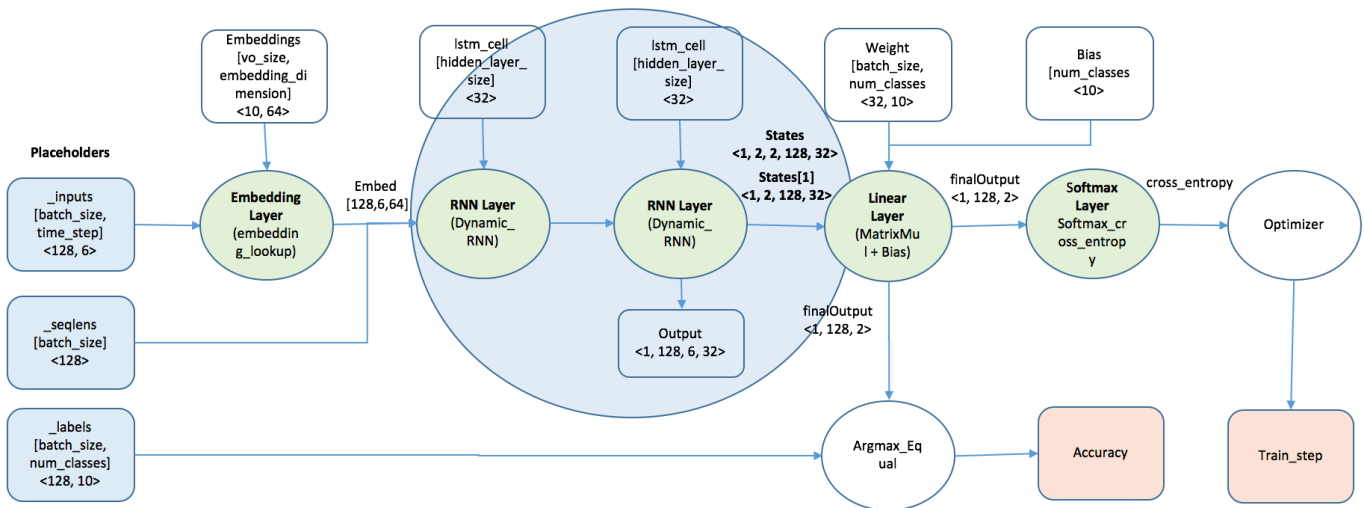 Embeddings
[vo_size,
embedding_di
mension]
<10, 64>
lstm_cell
[hidden_layer_
size]
<32>
lstm_cell
[hidden_layer_
size]
<32>
Weight
[batch_size,
num_classes
<32, 10>
Bias
[num_classes
<10>
Placeholders
_inputs
[batch_size,
time_step]
<128, 6>
Embedding
Layer
(embeddin
g_lookup)
Embed
[128,6,64]
RNN Layer
(Dynamic_
RNN)
RNN Layer
(Dynamic_
RNN)
States
<1, 2, 2, 128, 32>
States[1]
<1, 2, 128, 32>
Linear
Layer
(MatrixMu
l + Bias)
finalOutput
<1, 128, 2>
Softmax
Layer
Softmax_cr
oss_entrop
y
cross_entropy
Optimizer
_seqlens
[batch_size]
<128>
Output
<1, 128, 6, 32>
finalOutput
<1, 128, 2>
_labels
[batch_size,
num_classes]
<128, 10>
Argmax_Eq
ual
Accuracy
Train_step